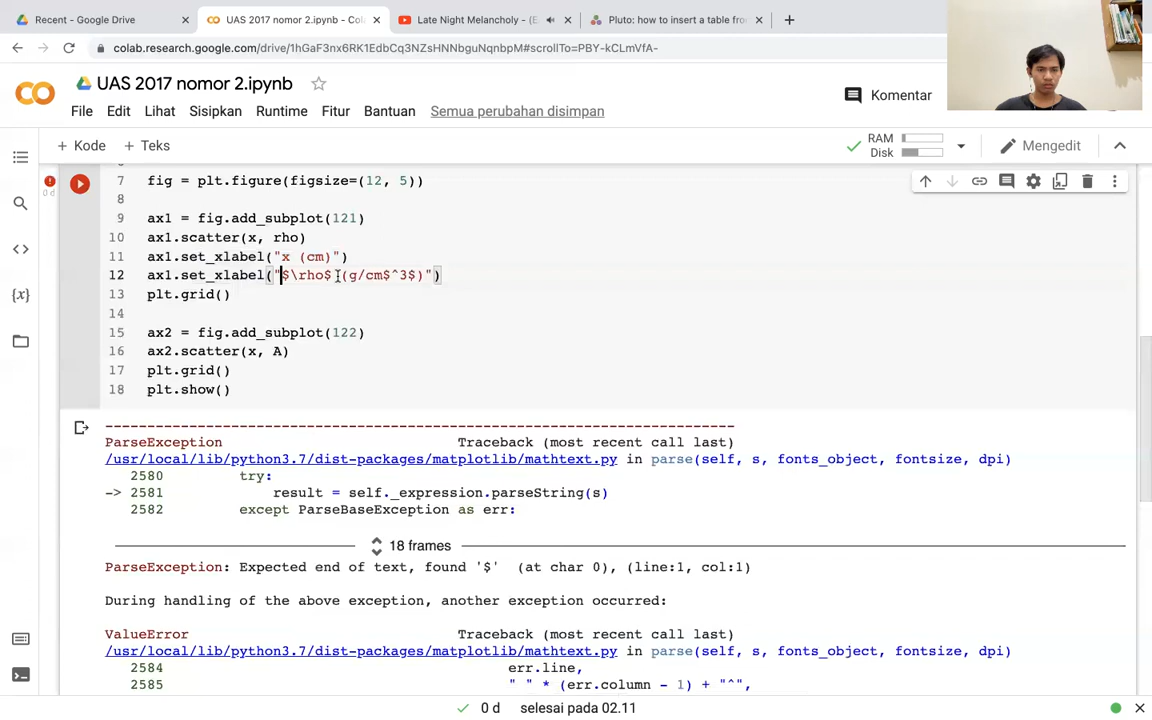 Recent - Google Drive
UAS 2017 nomor 2.ipynb - Col
Late Night Melancholy - (E
Pluto: how to insert a table from
colab.research.google.com/drive/1hGaF3nx6RK1EdbCq3NZsHNNbguNqnbpM#scrollTo=PBY-kCLmVfA-
UAS 2017 nomor 2.ipynb
File Edit Lihat Sisipkan Runtime Fitur Bantuan Semua perubahan disimpan
Komentar
+ Kode + Teks
RAM
Disk
Mengedit
7 fig = plt.figure(figsize=(12, 5))
8
9 ax1 = fig.add_subplot(121)
10 ax1.scatter(x, rho)
11 ax1.set_xlabel("x (cm)")
12 ax1.set_xlabel("$\rho$ (g/cm$^3$)")
13 plt.grid()
14
15 ax2 = fig.add_subplot(122)
16 ax2.scatter(x, A)
17 plt.grid()
18 plt.show()
0 d
---------------------------------------------------------------------------
ParseException Traceback (most recent call last)
/usr/local/lib/python3.7/dist-packages/matplotlib/mathtext.py in parse(self, s, fonts_object, fontsize, dpi)
2580 try:
-> 2581 result = self._expression.parseString(s)
2582 except ParseBaseException as err:
18 frames
ParseException: Expected end of text, found '$' (at char 0), (line:1, col:1)
During handling of the above exception, another exception occurred:
ValueError Traceback (most recent call last)
/usr/local/lib/python3.7/dist-packages/matplotlib/mathtext.py in parse(self, s, fonts_object, fontsize, dpi)
2584 err.line,
2585 " " * (err.column - 1) + "^",
0 d selesai pada 02.11